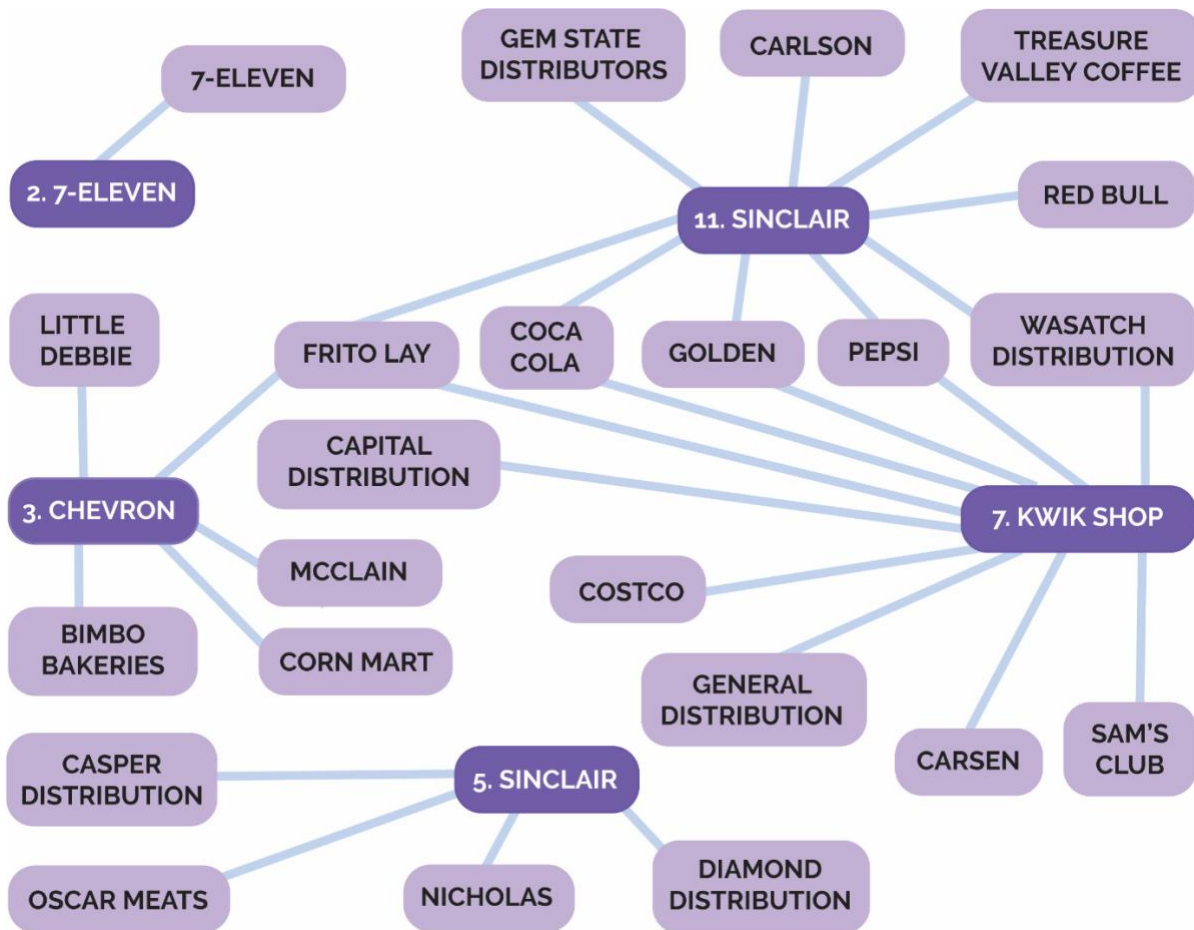 GEM STATE
DISTRIBUTORS
CARLSON
TREASURE
VALLEY COFFEE
7-ELEVEN
2. 7-ELEVEN
RED BULL
11. SINCLAIR
LITTLE
DEBBIE
FRITO LAY
COCA
COLA
GOLDEN
PEPSI
WASATCH
DISTRIBUTION
CAPITAL
DISTRIBUTION
3. CHEVRON
7. KWIK SHOP
MCCLAIN
COSTCO
BIMBO
BAKERIES
CORN MART
GENERAL
DISTRIBUTION
CARSEN
SAM'S
CLUB
CASPER
DISTRIBUTION
5. SINCLAIR
OSCAR MEATS
NICHOLAS
DIAMOND
DISTRIBUTION